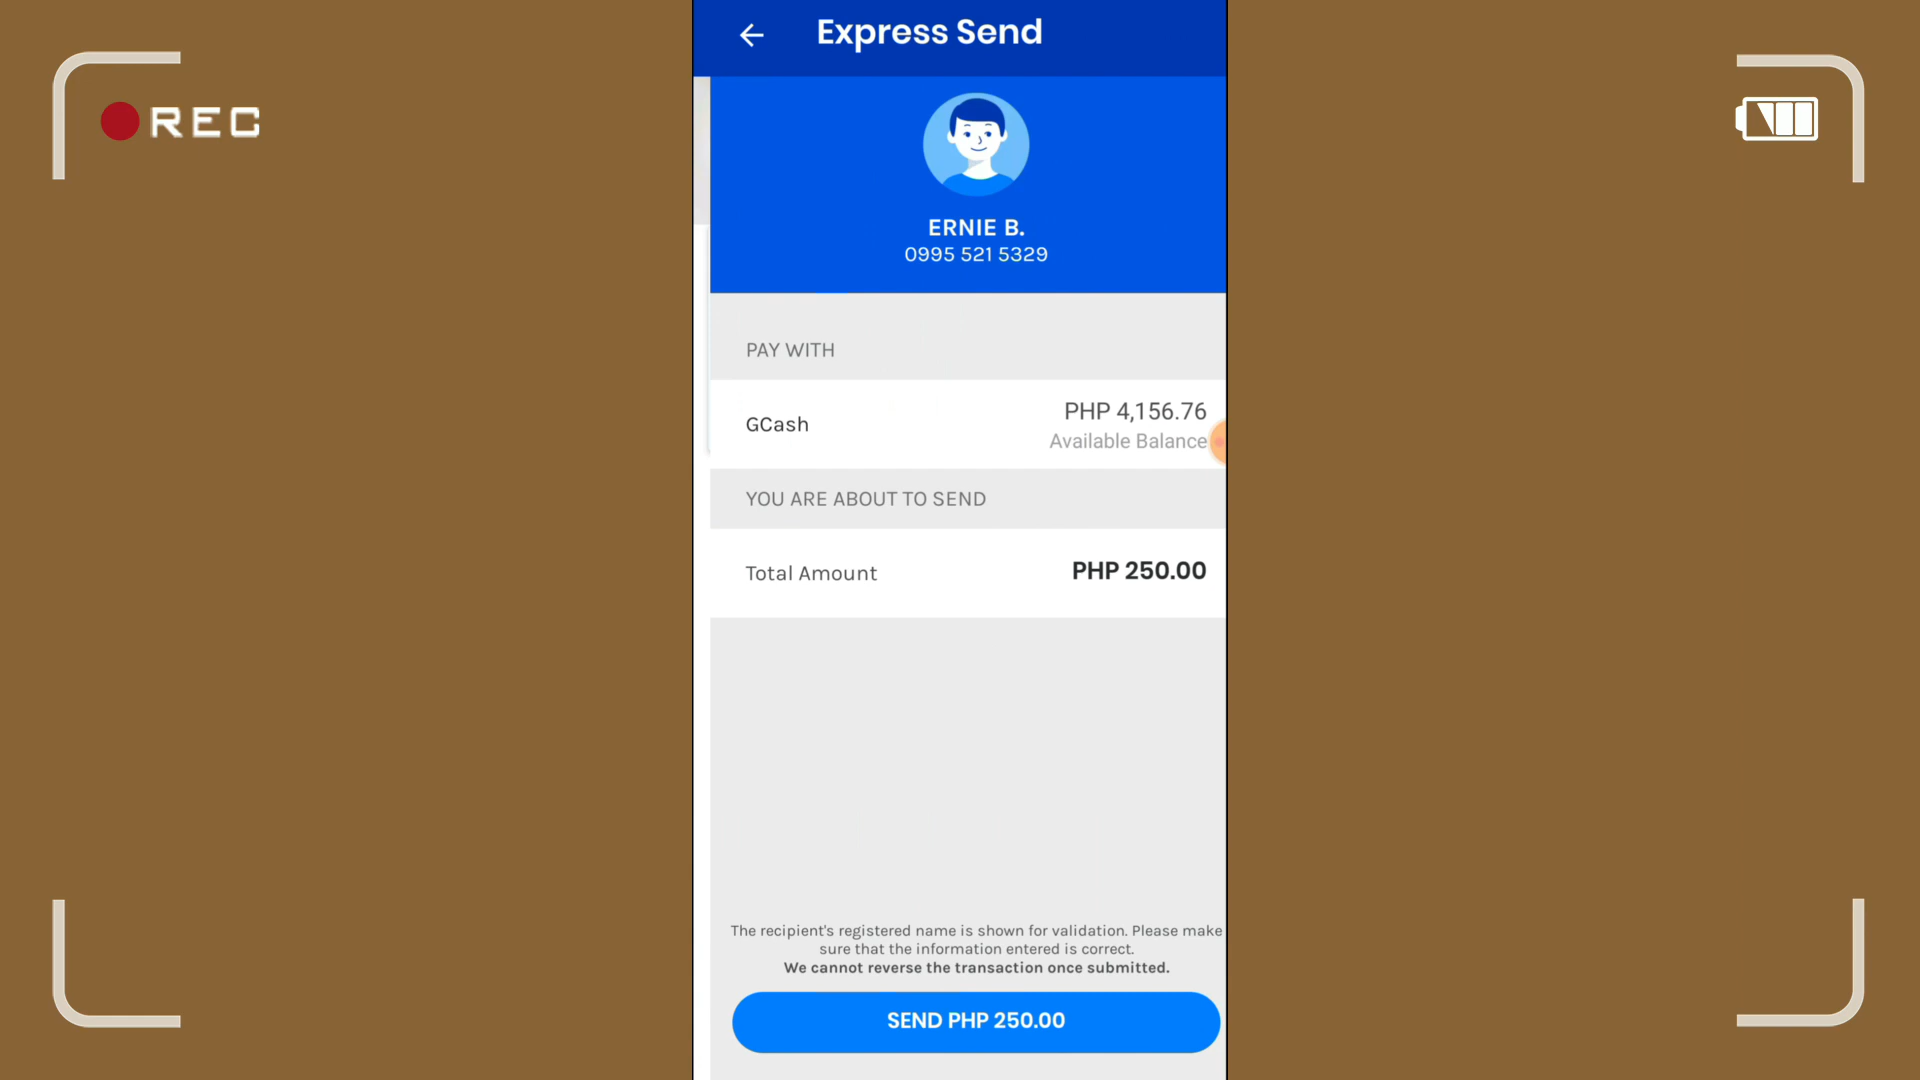 REC
Express Send
ERNIE B.
0995 521 5329
PAY WITH
GCash
PHP 4,156.76
Available Balance
YOU ARE ABOUT TO SEND
Total Amount
PHP 250.00
The recipient's registered name is shown for validation. Please make
sure that the information entered is correct.
We cannot reverse the transaction once submitted.
SEND PHP 250.00